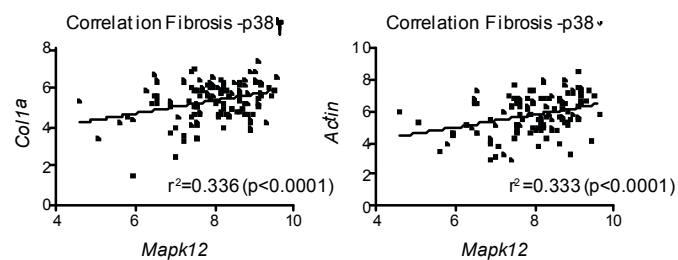 Correlation Fibrosis -p38γ
8
6
4
2
0
Col1a
r²=0.336 (p<0.0001)
4 6 8 10
Mapk12
Correlation Fibrosis -p38
10
8
6
4
2
0
Actin
r²=0.333 (p<0.0001)
4 6 8 10
Mapk12